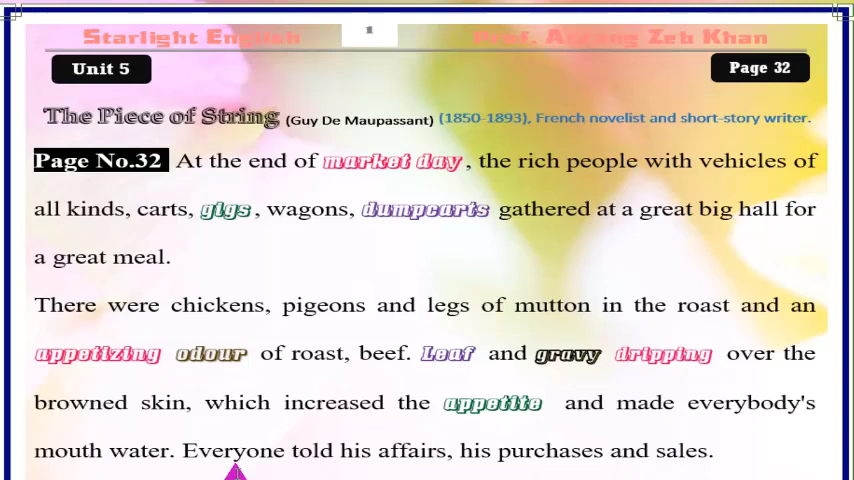 Starlight English 1 Prof. Aurang Zeb Khan
Unit 5 Page 32
The Piece of String (Guy De Maupassant) (1850-1893), French novelist and short-story writer.
Page No.32 At the end of market day, the rich people with vehicles of
all kinds, carts, gigs, wagons, dumpcarts gathered at a great big hall for
a great meal.
There were chickens, pigeons and legs of mutton in the roast and an
appetizing odour of roast, beef. Leaf and gravy dripping over the
browned skin, which increased the appetite and made everybody's
mouth water. Everyone told his affairs, his purchases and sales.